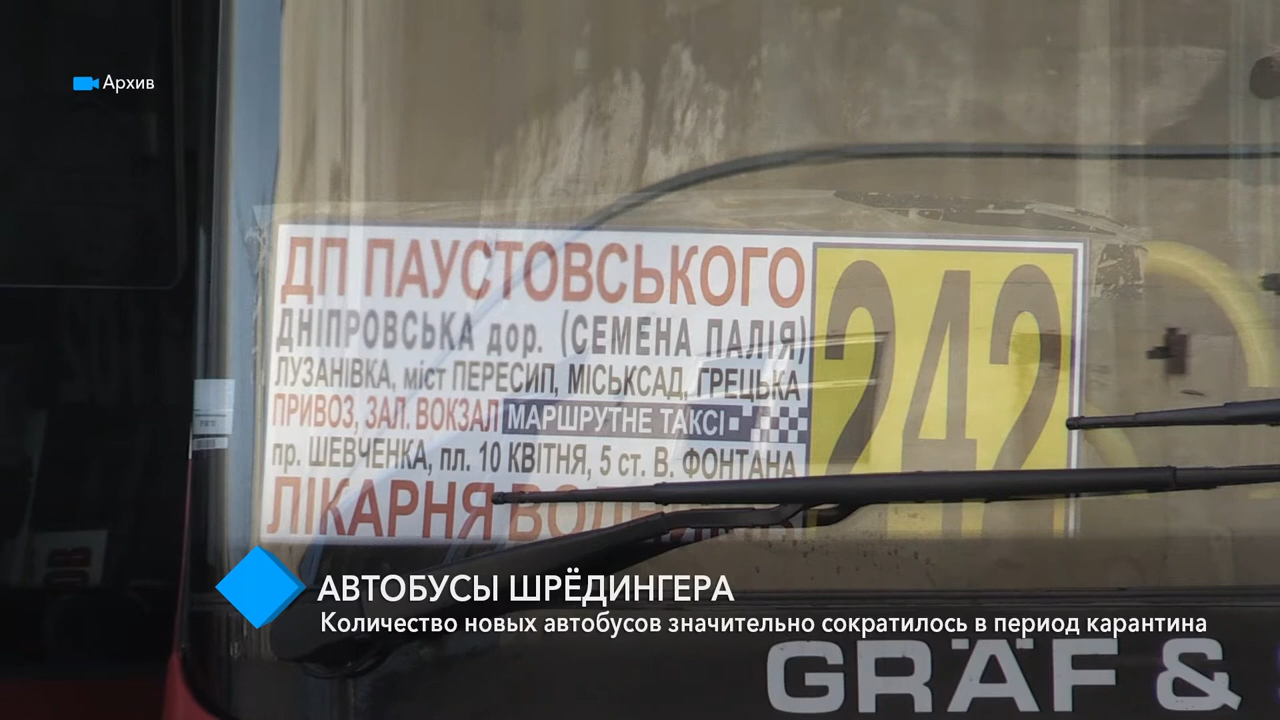 Архив
ДП ПАУСТОВСЬКОГО
242
ДНІПРОВСЬКА дор. (СЕМЕНА ПАЛІЯ)
ЛУЗАНІВКА, міст ПЕРЕСИП, МІСЬКСАД, ГРЕЦЬКА
ПРИВОЗ, ЗАЛ. ВОКЗАЛ МАРШРУТНЕ ТАКСІ
пр. ШЕВЧЕНКА, пл. 10 КВІТНЯ, 5 ст. В. ФОНТАНА
ЛІКАРНЯ
АВТОБУСЫ ШРЁДИНГЕРА
Количество новых автобусов значительно сократилось в период карантина
GRÄF &